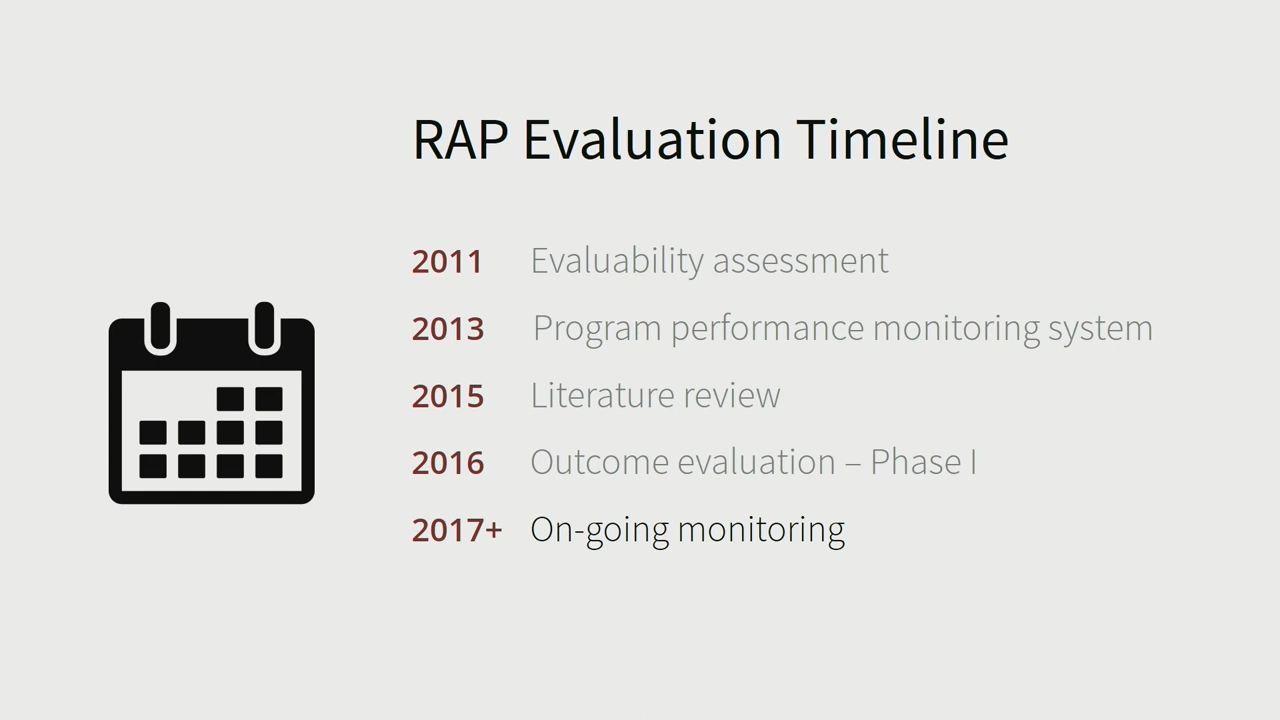 RAP Evaluation Timeline
2011 Evaluability assessment
2013 Program performance monitoring system
2015 Literature review
2016 Outcome evaluation – Phase I
2017+ On-going monitoring